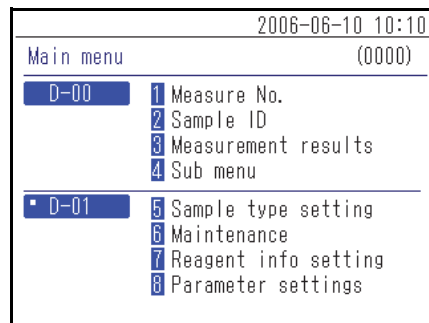 2006-06-10 10:10
Main menu (0000)
D-00 1 Measure No.
2 Sample ID
3 Measurement results
4 Sub menu
D-01 5 Sample type setting
6 Maintenance
7 Reagent info setting
8 Parameter settings